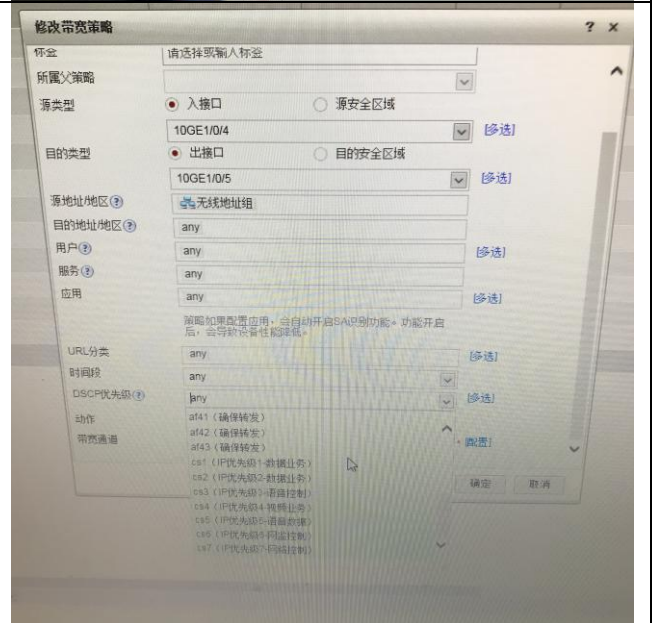 修改带宽策略 ? x
标签 请选择或输入标签
所属父策略
源类型 入接口 源安全区域
10GE1/0/4 [多选]
目的类型 出接口 目的安全区域
10GE1/0/5 [多选]
源地址/地区 ? 无线地址组
目的地址/地区 ? any
用户 ? any [多选]
服务 ? any
应用 any [多选]
策略如果配置应用，会自动开启SA识别功能。功能开启
后，会导致设备性能降低。
URL分类 any [多选]
时间段 any
DSCP优先级 ? any [多选]
动作 af41（确保转发）
af42（确保转发）
带宽通道 af43（确保转发） [配置]
cs1（IP优先级1-数据业务）
cs2（IP优先级2-数据业务）
cs3（IP优先级3-语音控制） 确定 取消
cs4（IP优先级4-视频业务）
cs5（IP优先级5-语音数据）
cs6（IP优先级6-网络控制）
cs7（IP优先级7-网络控制）